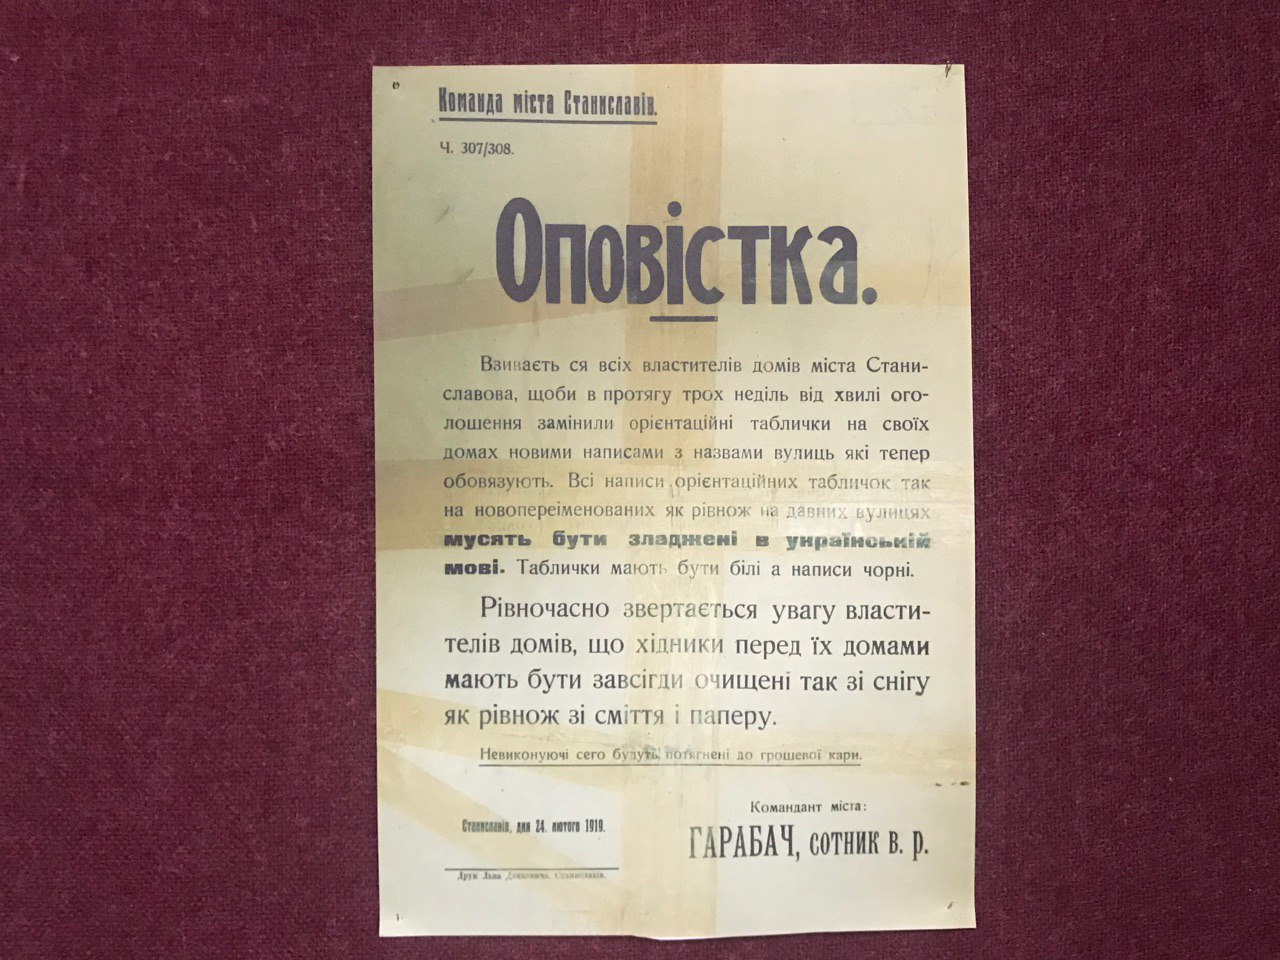 Команда міста Станиславів.
Ч. 307/308.
Оповістка.
Взиваєть ся всіх властителів домів міста Стани-
славова, щоби в протягу трох неділь від хвилі ого-
лошення замінили орієнтаційні таблички на своїх
домах новими написами з назвами вулиць які тепер
обовязують. Всі написи орієнтаційних табличок так
на новопереіменованих як рівнож на давних вулицях
мусять бути зладжені в українській
мові. Таблички мають бути білі а написи чорні.
Рівночасно звертається увагу власти-
телів домів, що хідники перед їх домами
мають бути завсігди очищені так зі снігу
як рівнож зі сміття і паперу.
Невиконуючі сего будуть потягнені до грошевої кари.
Командант міста:
Станиславів, дня 24. лютого 1919.
ГАРАБАЧ, сотник в. р.
Друк Льва Данкевича, Станиславів.